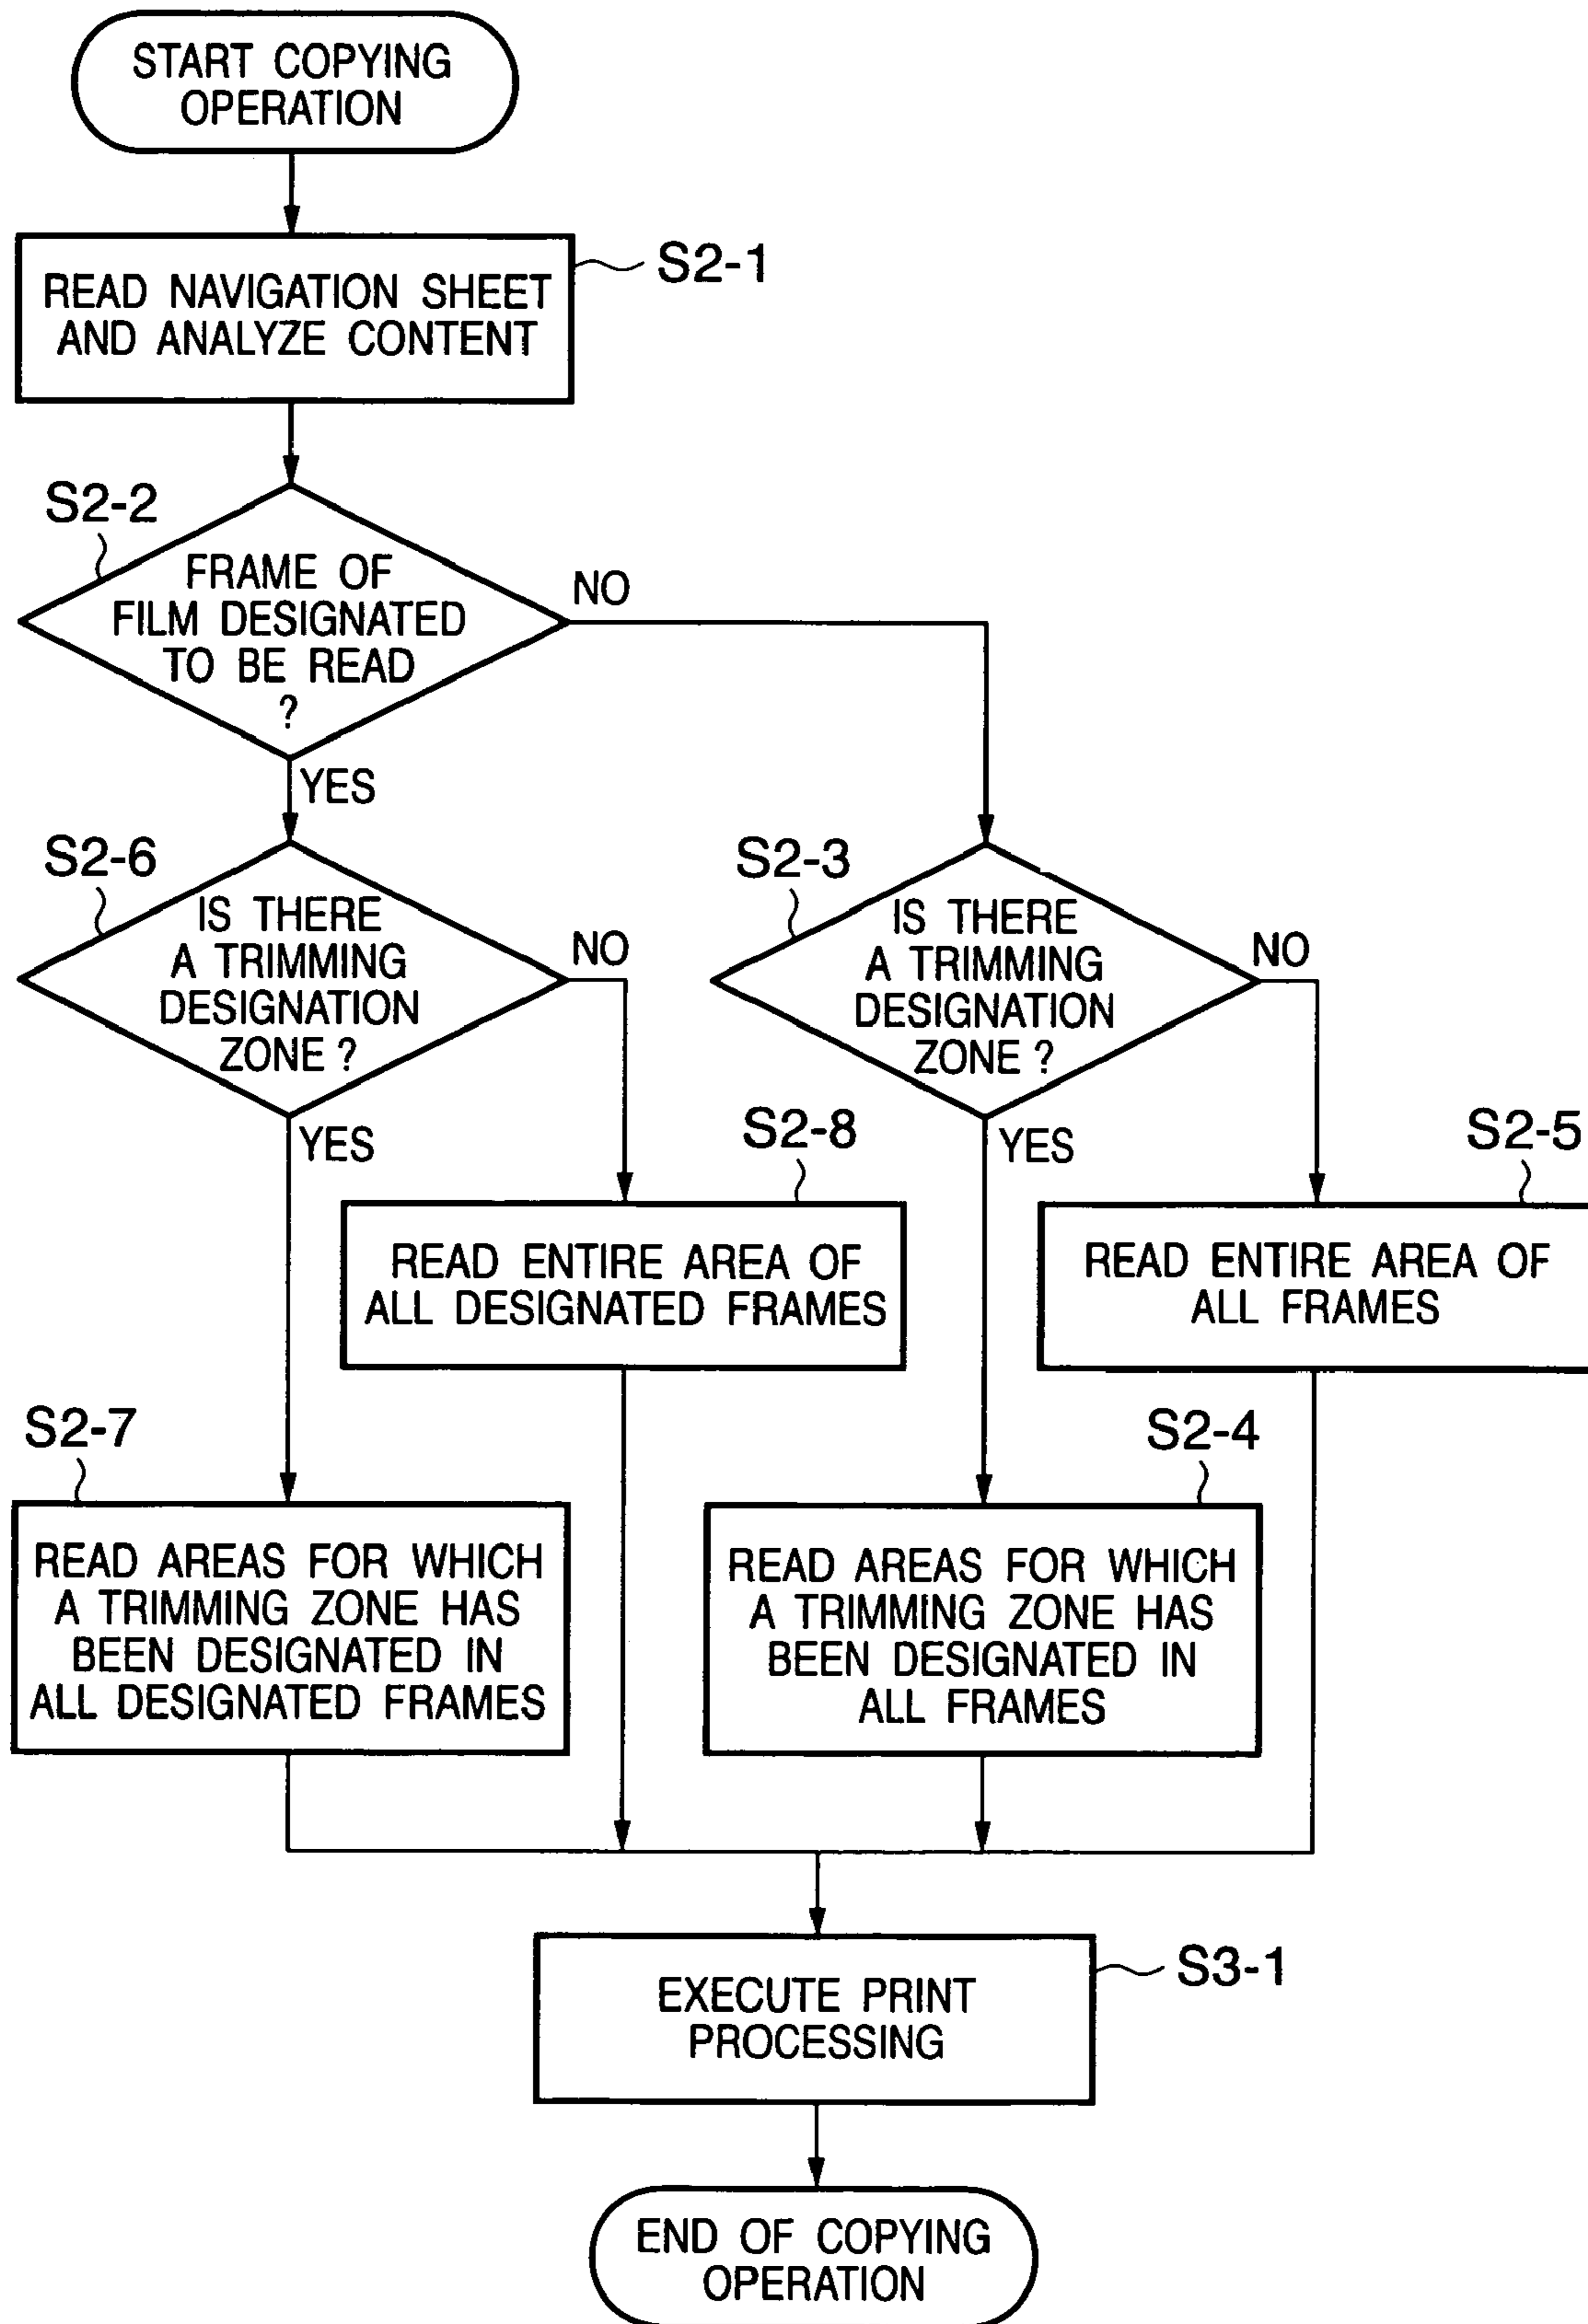 START COPYING
OPERATION
S2-1
READ NAVIGATION SHEET
AND ANALYZE CONTENT
S2-2
FRAME OF
FILM DESIGNATED
TO BE READ
?
NO
YES
S2-6
IS THERE
A TRIMMING
DESIGNATION
ZONE ?
NO
YES
S2-3
IS THERE
A TRIMMING
DESIGNATION
ZONE ?
NO
YES
S2-8
READ ENTIRE AREA OF
ALL DESIGNATED FRAMES
S2-5
READ ENTIRE AREA OF
ALL FRAMES
S2-7
READ AREAS FOR WHICH
A TRIMMING ZONE HAS
BEEN DESIGNATED IN
ALL DESIGNATED FRAMES
S2-4
READ AREAS FOR WHICH
A TRIMMING ZONE HAS
BEEN DESIGNATED IN
ALL FRAMES
S3-1
EXECUTE PRINT
PROCESSING
END OF COPYING
OPERATION